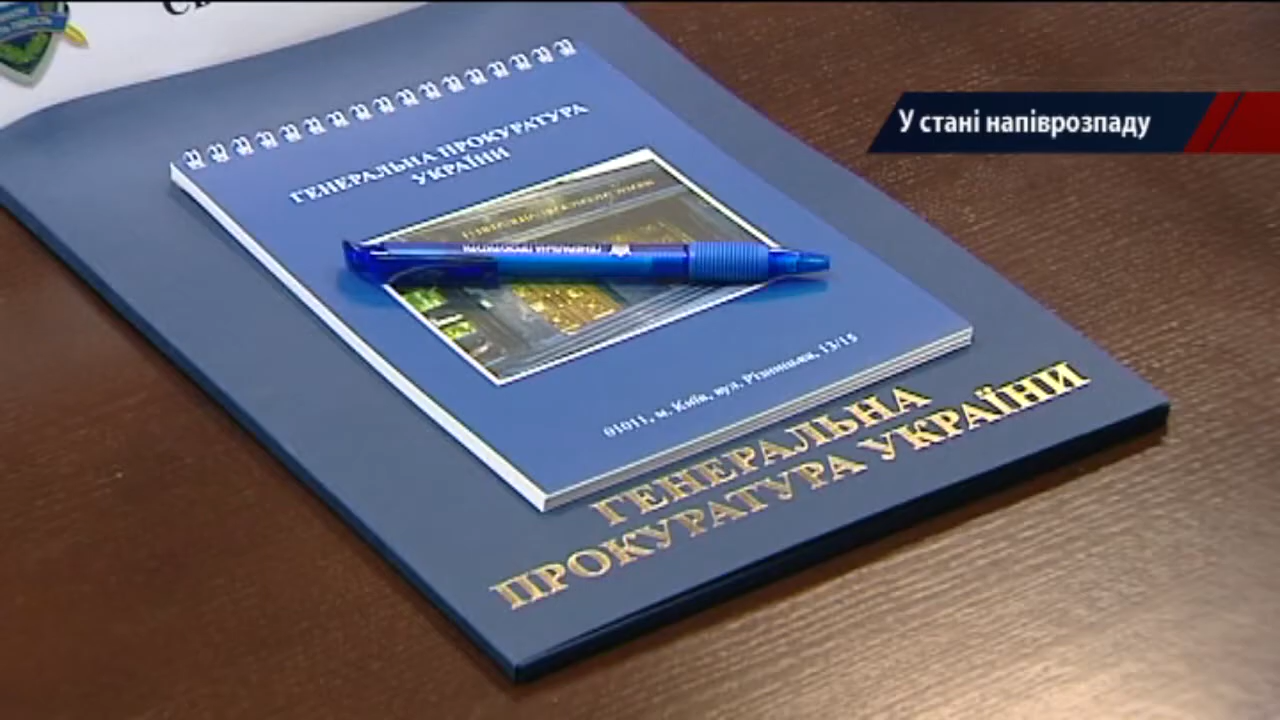 У стані напіврозпаду
ГЕНЕРАЛЬНА ПРОКУРАТУРА
УКРАЇНИ
01011, м. Київ, вул. Різницька, 13/15
ГЕНЕРАЛЬНА
ПРОКУРАТУРА УКРАЇНИ